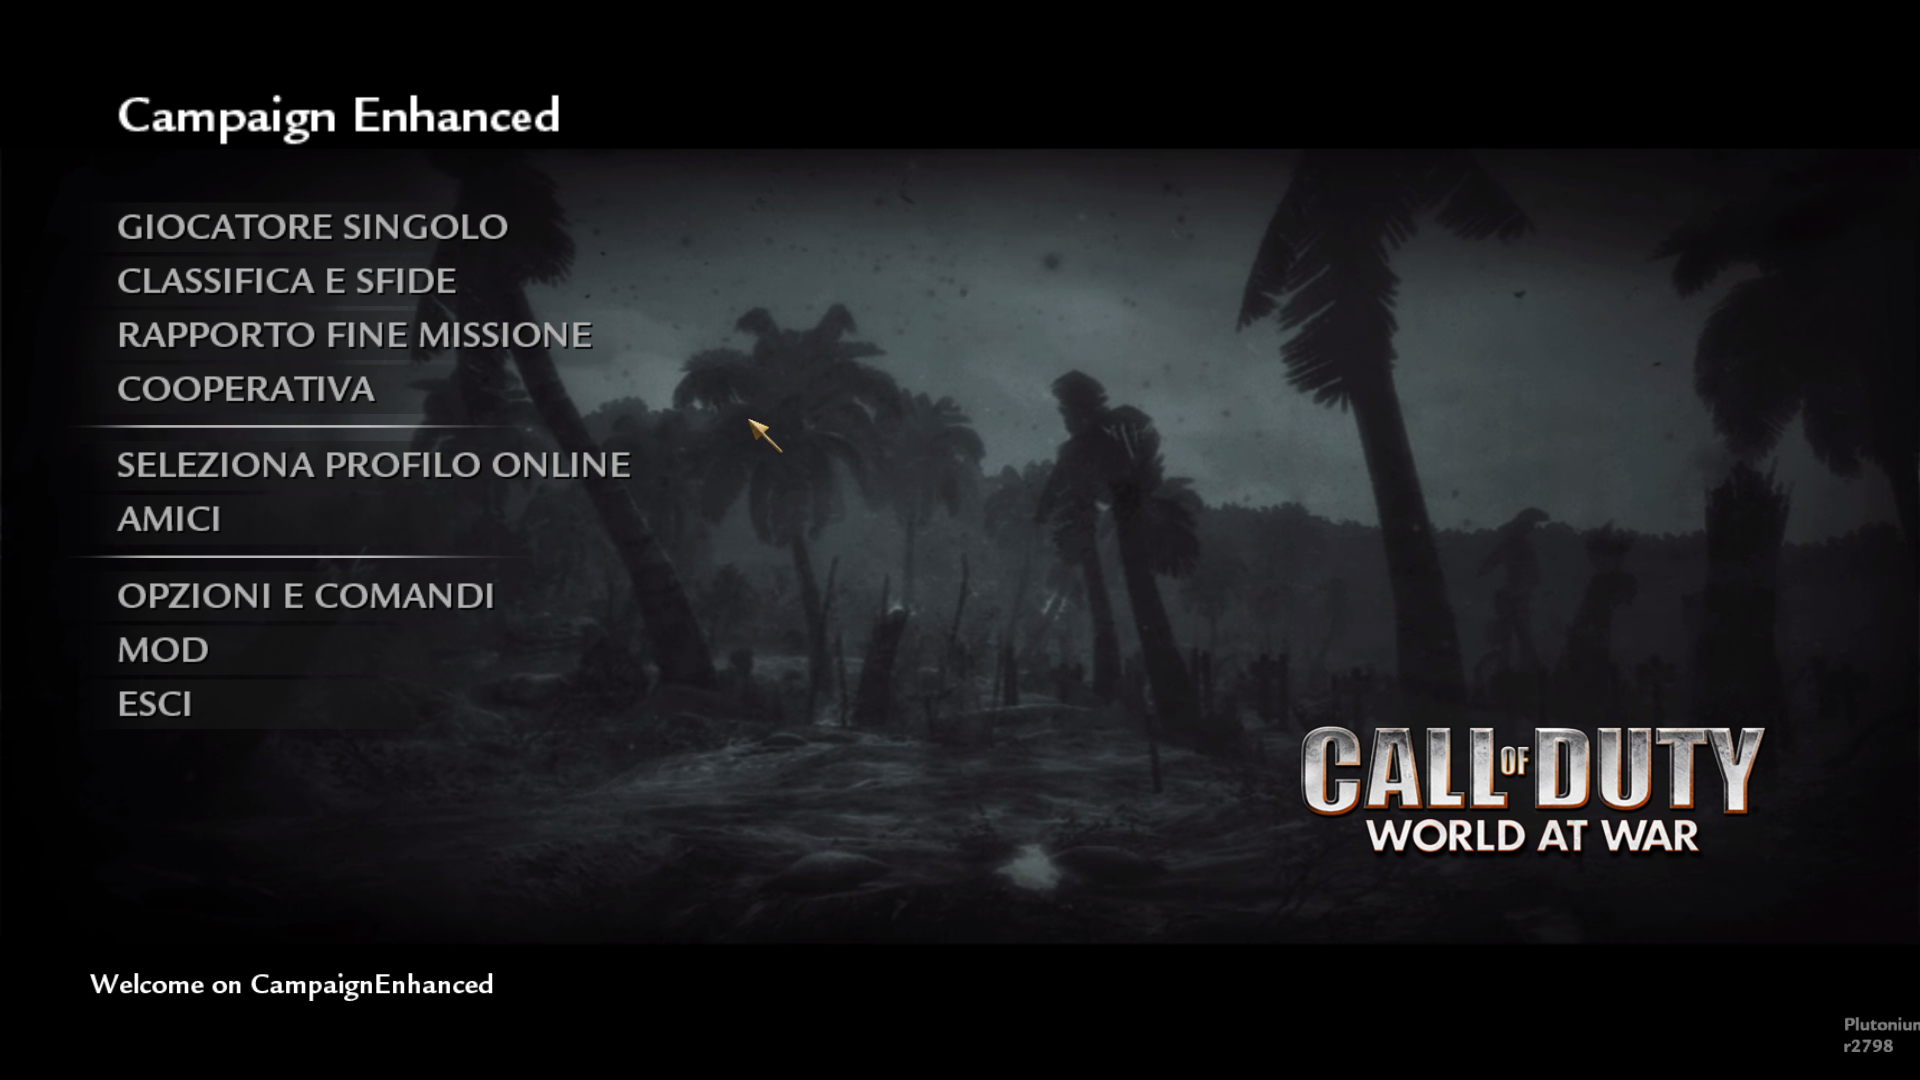 Campaign Enhanced
GIOCATORE SINGOLO
CLASSIFICA E SFIDE
RAPPORTO FINE MISSIONE
COOPERATIVA
SELEZIONA PROFILO ONLINE
AMICI
OPZIONI E COMANDI
MOD
ESCI
CALL OF DUTY
WORLD AT WAR
Welcome on CampaignEnhanced
Plutonium
r2798